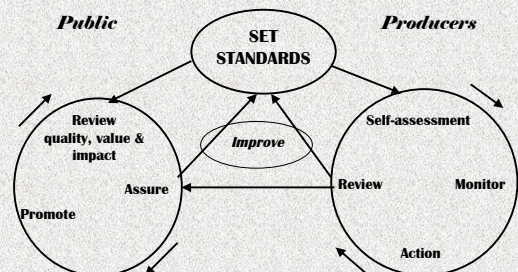 Public
Producers
SET
STANDARDS
Review
quality, value &
impact
Improve
Self-assessment
Assure
Review
Monitor
Promote
Action